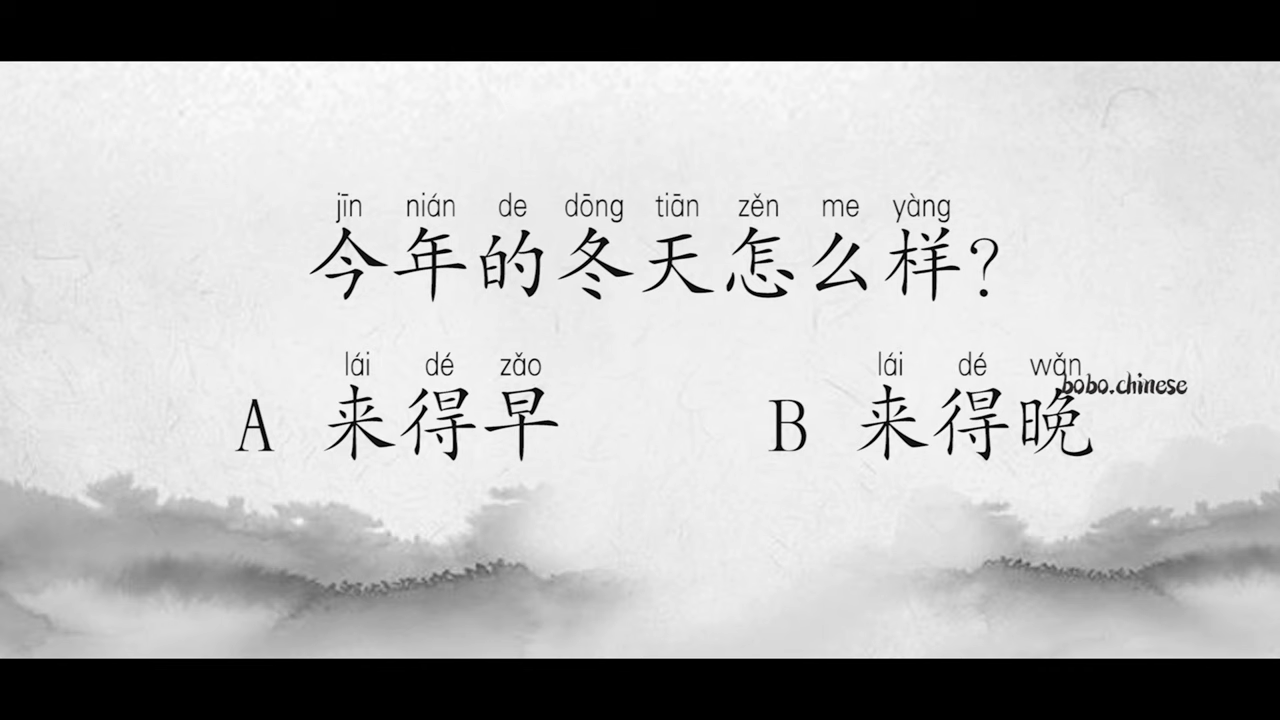 jīn nián de dōng tiān zěn me yàng
今年的冬天怎么样?
lái dé zǎo
A 来得早
lái dé wǎn
B 来得晚
bobo.chinese